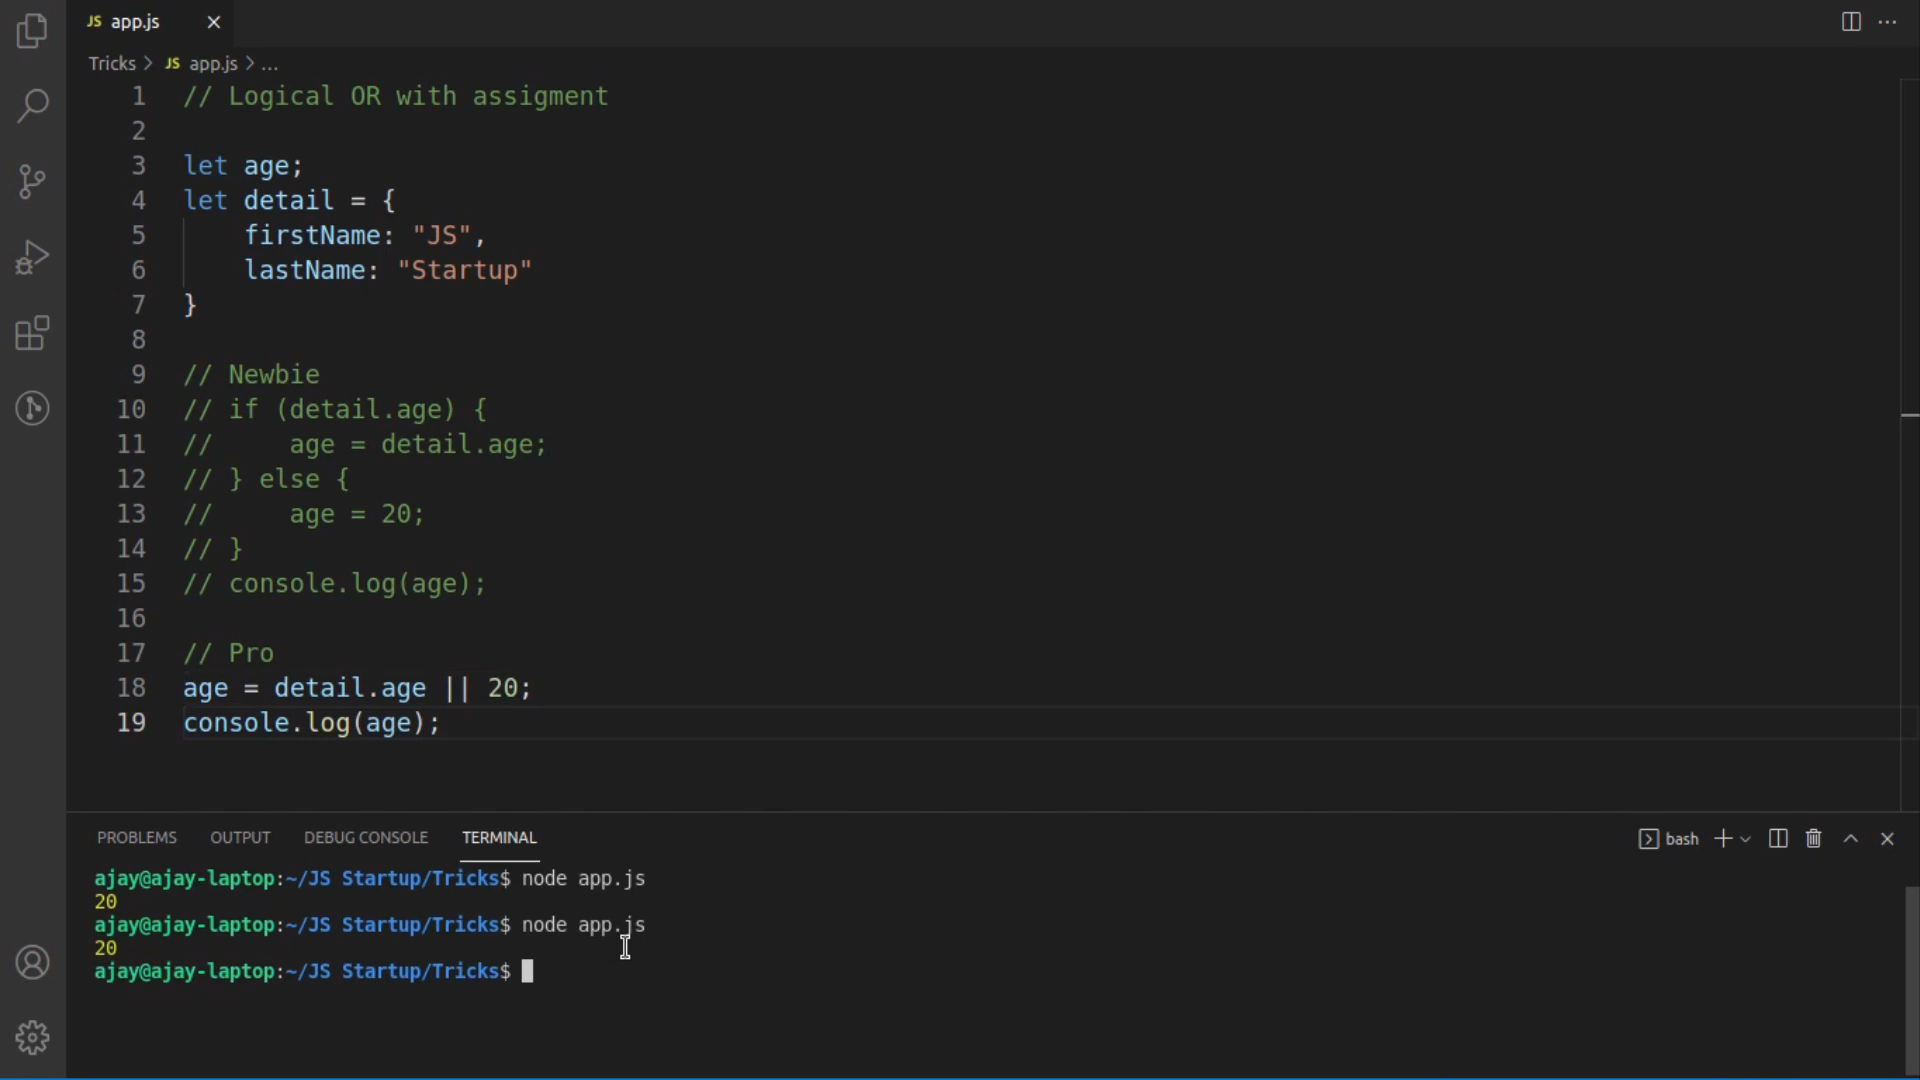 JS app.js
Tricks > JS app.js > ...
1 // Logical OR with assigment
2
3 let age;
4 let detail = {
5     firstName: "JS",
6     lastName: "Startup"
7 }
8
9 // Newbie
10 // if (detail.age) {
11 //     age = detail.age;
12 // } else {
13 //     age = 20;
14 // }
15 // console.log(age);
16
17 // Pro
18 age = detail.age || 20;
19 console.log(age);
PROBLEMS OUTPUT DEBUG CONSOLE TERMINAL bash
ajay@ajay-laptop:~/JS Startup/Tricks$ node app.js
20
ajay@ajay-laptop:~/JS Startup/Tricks$ node app.js
20
ajay@ajay-laptop:~/JS Startup/Tricks$